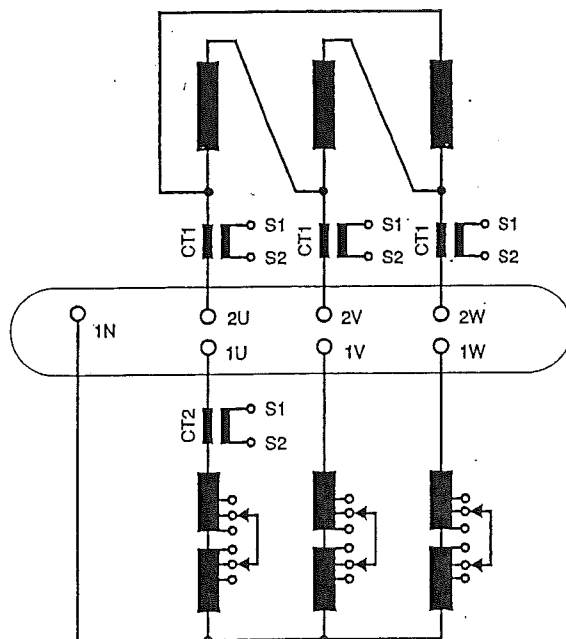 CT1 S1 CT1 S1 CT1 S1
S2 S2 S2
1N 2U 2V 2W
1U 1V 1W
CT2 S1
S2